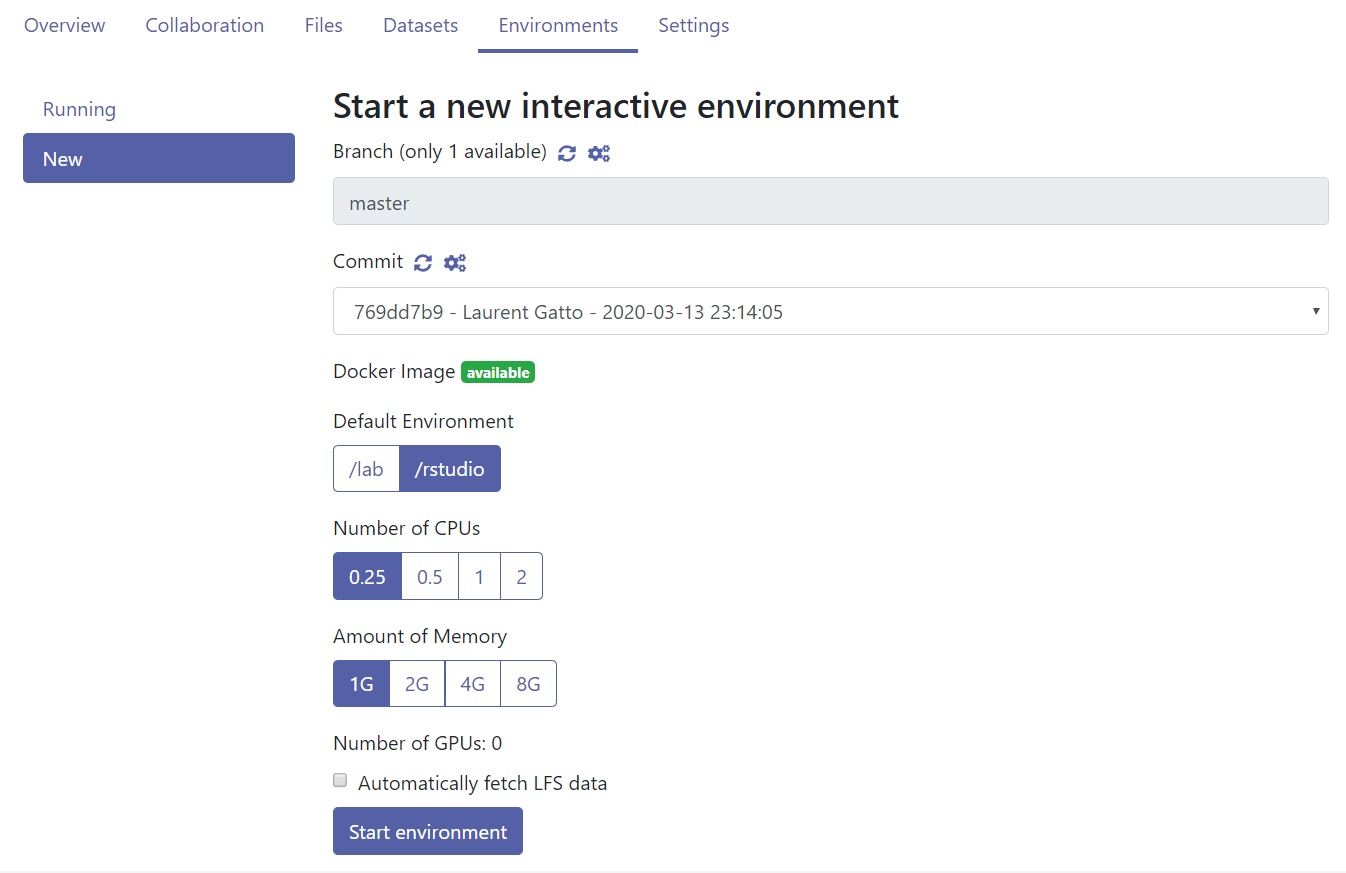 Overview Collaboration Files Datasets Environments Settings
Running
New
Start a new interactive environment
Branch (only 1 available)
master
Commit
769dd7b9 - Laurent Gatto - 2020-03-13 23:14:05
Docker Image available
Default Environment
/lab /rstudio
Number of CPUs
0.25 0.5 1 2
Amount of Memory
1G 2G 4G 8G
Number of GPUs: 0
Automatically fetch LFS data
Start environment